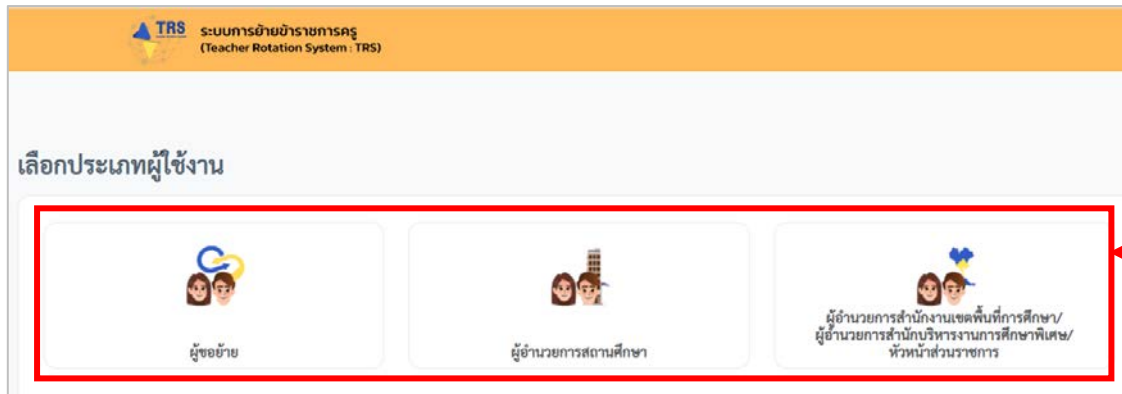 TRS
ระบบการย้ายข้าราชการครู
(Teacher Rotation System : TRS)
เลือกประเภทผู้ใช้งาน
ผู้ขอย้าย
ผู้อำนวยการสถานศึกษา
ผู้อำนวยการสำนักงานเขตพื้นที่การศึกษา/
ผู้อำนวยการสำนักบริหารงานการศึกษาพิเศษ/
หัวหน้าส่วนราชการ